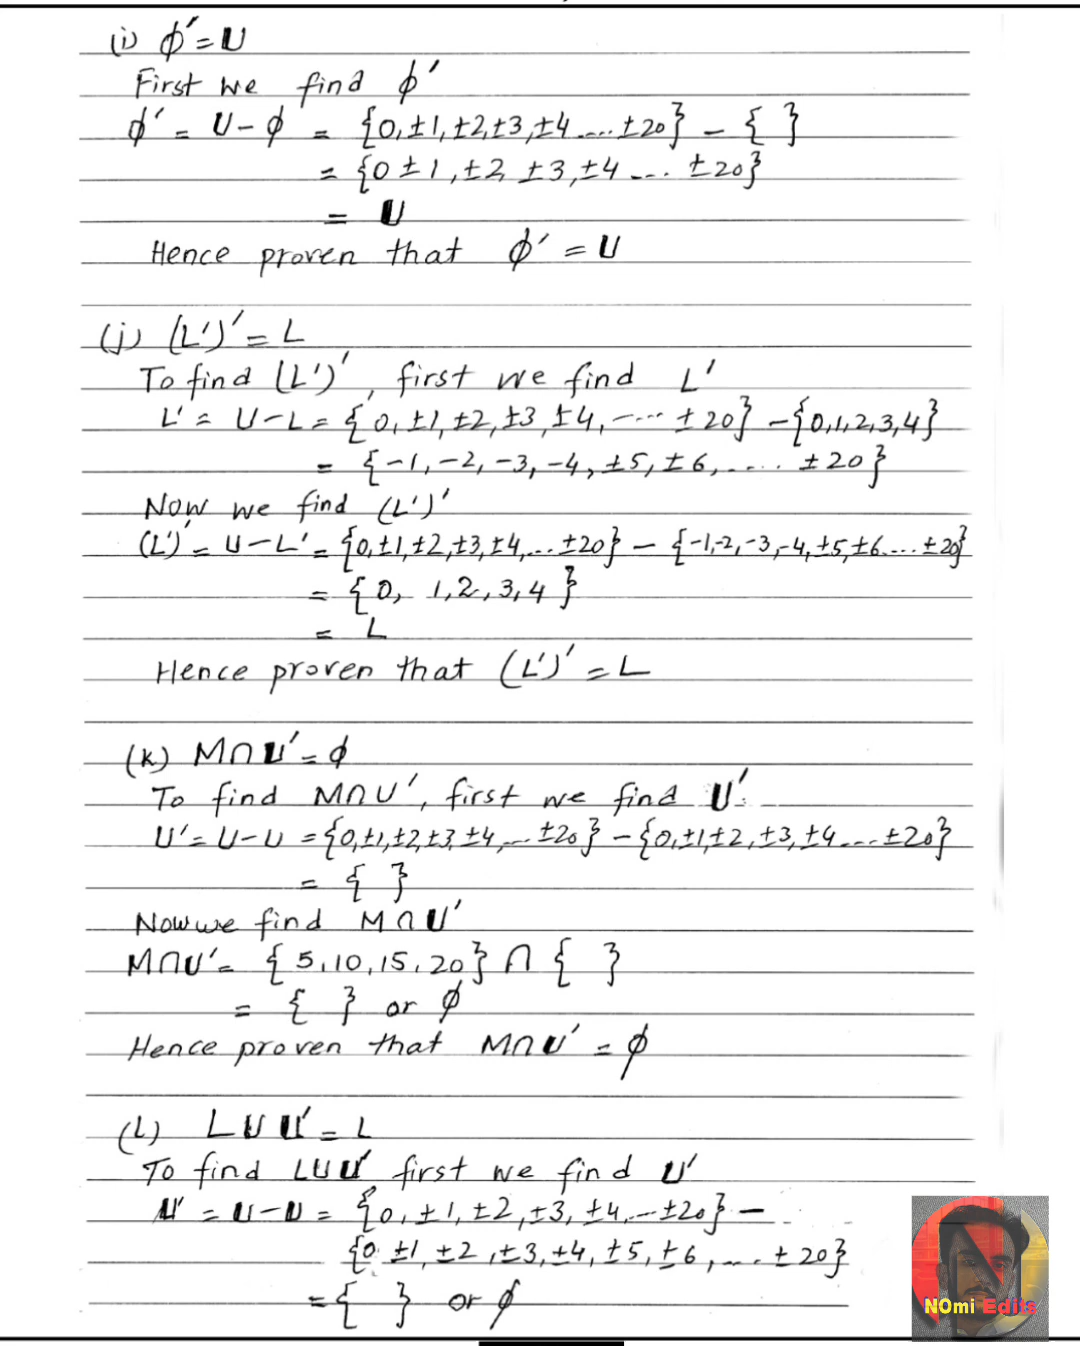 (i) ϕ′ = U
First we find ϕ′
ϕ′ = U - ϕ = {0, ±1, ±2, ±3, ±4 .... ±20} - { }
= {0 ±1, ±2, ±3, ±4 ... ±20}
= U
Hence proven that ϕ′ = U
(j) (L′)′ = L
To find (L′)′, first we find L′
L′ = U - L = {0, ±1, ±2, ±3, ±4, ..... ±20} - {0,1,2,3,4}
= {-1, -2, -3, -4, ±5, ±6, ..... ±20}
Now we find (L′)′
(L′)′ = U - L′ = {0, ±1, ±2, ±3, ±4, ... ±20} - {-1, -2, -3, -4, ±5, ±6 .... ±20}
= {0, 1, 2, 3, 4}
= L
Hence proven that (L′)′ = L
(k) M∩U′ = ϕ
To find M∩U′, first we find U′.
U′ = U - U = {0, ±1, ±2, ±3, ±4, ... ±20} - {0, ±1, ±2, ±3, ±4 .... ±20}
= { }
Now we find M∩U′
M∩U′ = {5, 10, 15, 20} ∩ { }
= { } or ϕ
Hence proven that M∩U′ = ϕ
(L) L∪U′ = L
To find L∪U′ first we find U′
U′ = U - U = {0, ±1, ±2, ±3, ±4, ... ±20} -
{0 ±1, ±2, ±3, ±4, ±5, ±6, .... ±20}
= { } or ϕ
NOmi Edits